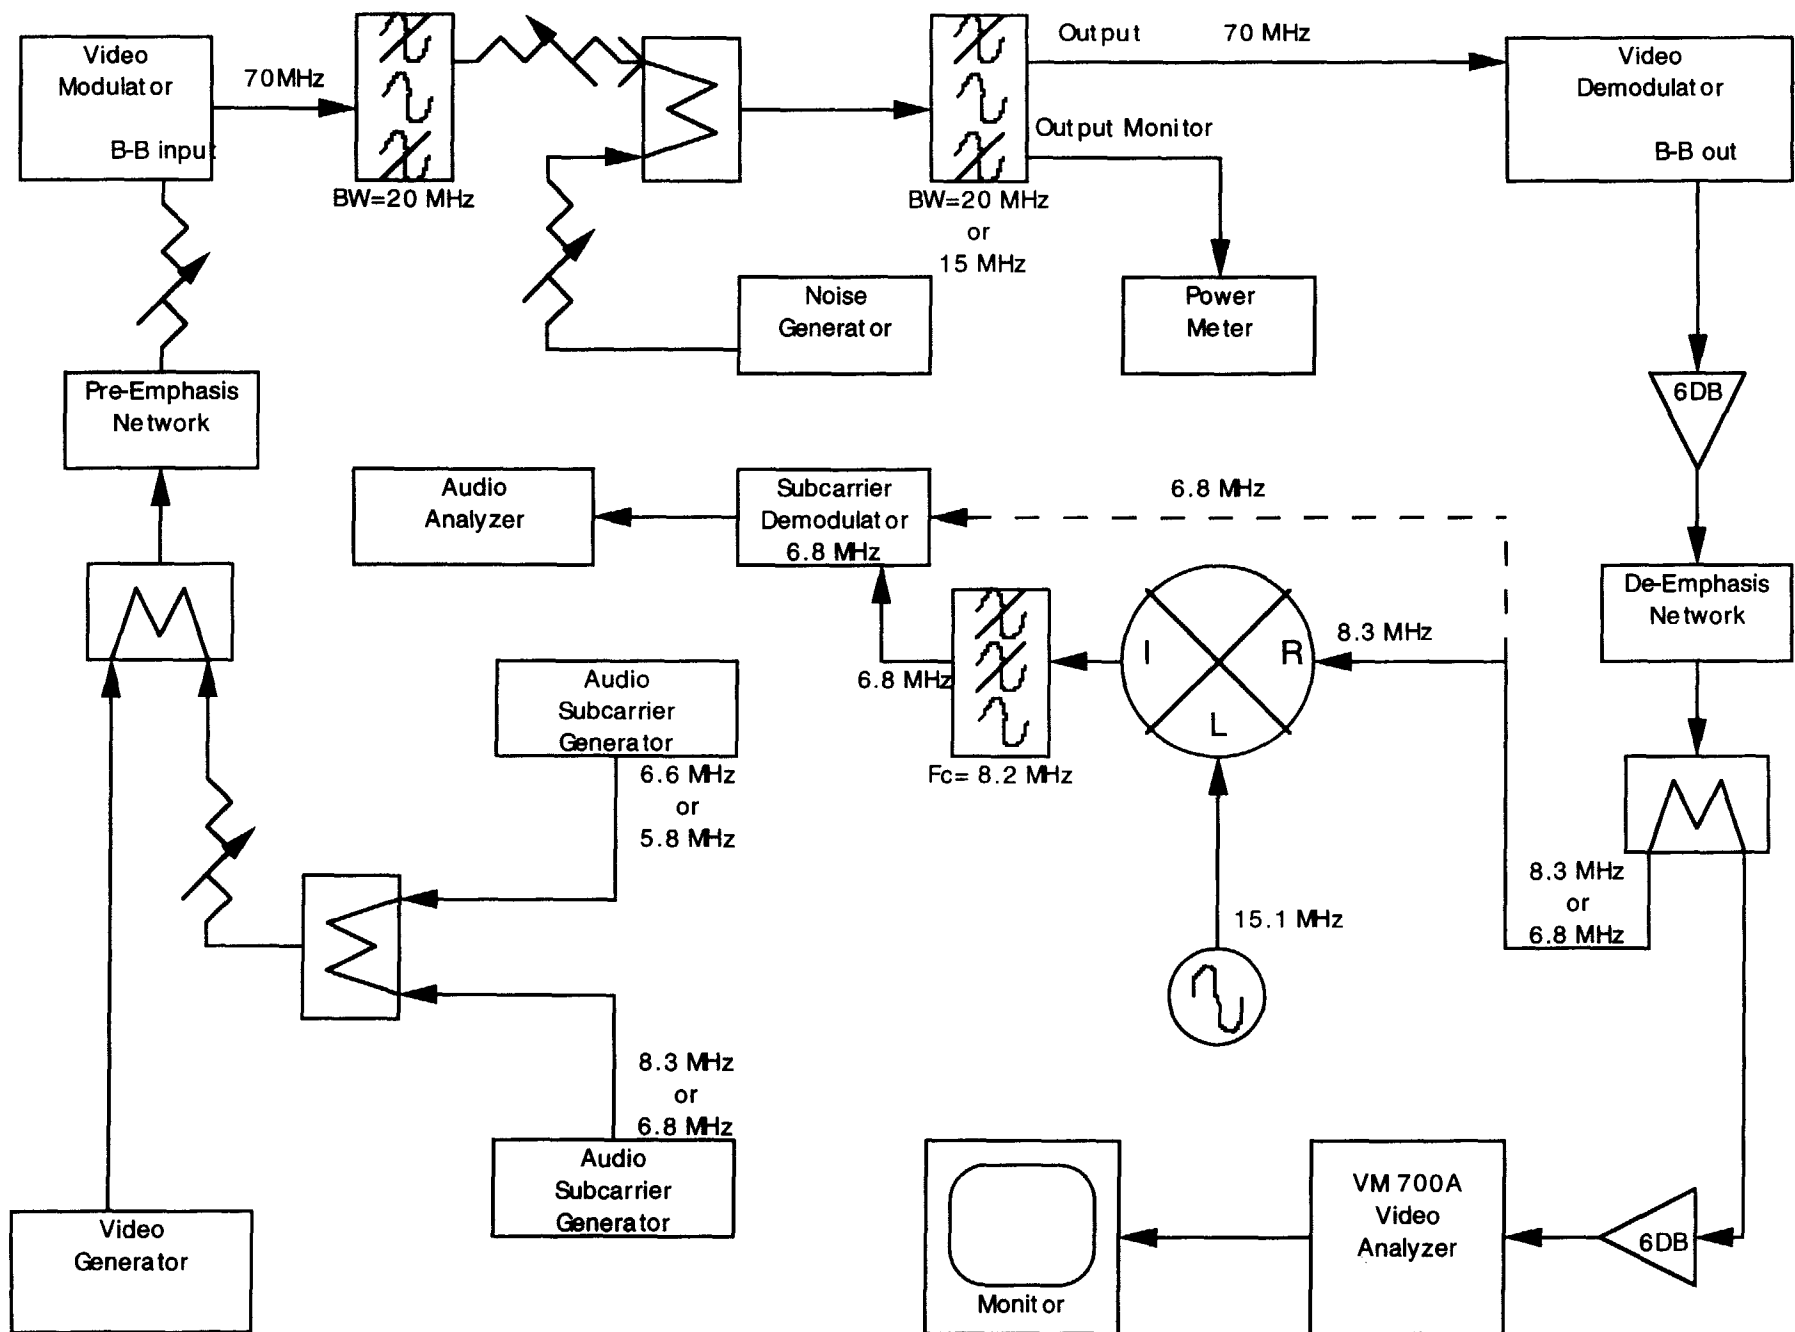 Video
Modulator
B-B input
70MHz
BW=20 MHz
BW=20 MHz
or
15 MHz
Output 70 MHz
Output Monitor
Video
Demodulator
B-B out
Noise
Generator
Power
Meter
Pre-Emphasis
Network
6DB
Audio
Analyzer
Subcarrier
Demodulator
6.8 MHz
6.8 MHz
De-Emphasis
Network
I
R
L
8.3 MHz
6.8 MHz
Fc= 8.2 MHz
Audio
Subcarrier
Generator
6.6 MHz
or
5.8 MHz
15.1 MHz
8.3 MHz
or
6.8 MHz
8.3 MHz
or
6.8 MHz
Audio
Subcarrier
Generator
Video
Generator
Monitor
VM 700A
Video
Analyzer
6DB